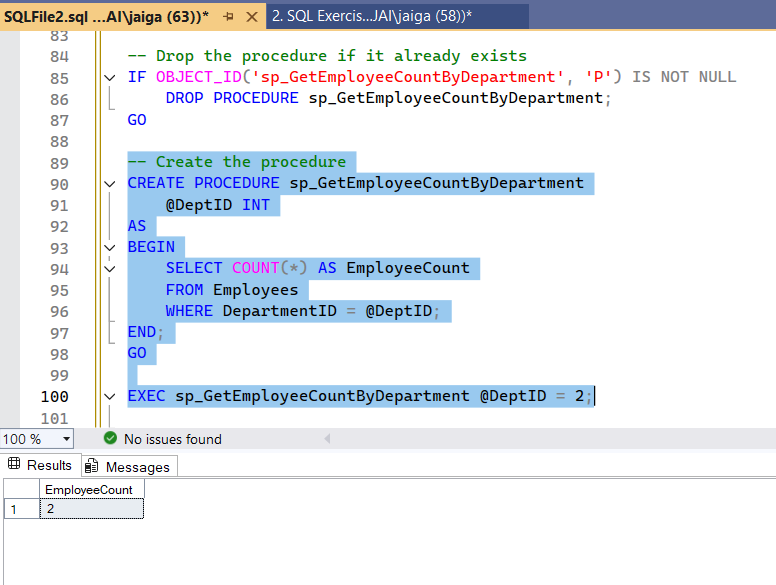 SQLFile2.sql ...AI\jaiga (63))*
2. SQL Exercis...JAI\jaiga (58))*
83
84 -- Drop the procedure if it already exists
85 IF OBJECT_ID('sp_GetEmployeeCountByDepartment', 'P') IS NOT NULL
86 DROP PROCEDURE sp_GetEmployeeCountByDepartment;
87 GO
88
89 -- Create the procedure
90 CREATE PROCEDURE sp_GetEmployeeCountByDepartment
91 @DeptID INT
92 AS
93 BEGIN
94 SELECT COUNT(*) AS EmployeeCount
95 FROM Employees
96 WHERE DepartmentID = @DeptID;
97 END;
98 GO
99
100 EXEC sp_GetEmployeeCountByDepartment @DeptID = 2;
101
100 % No issues found
Results Messages
EmployeeCount
1 2